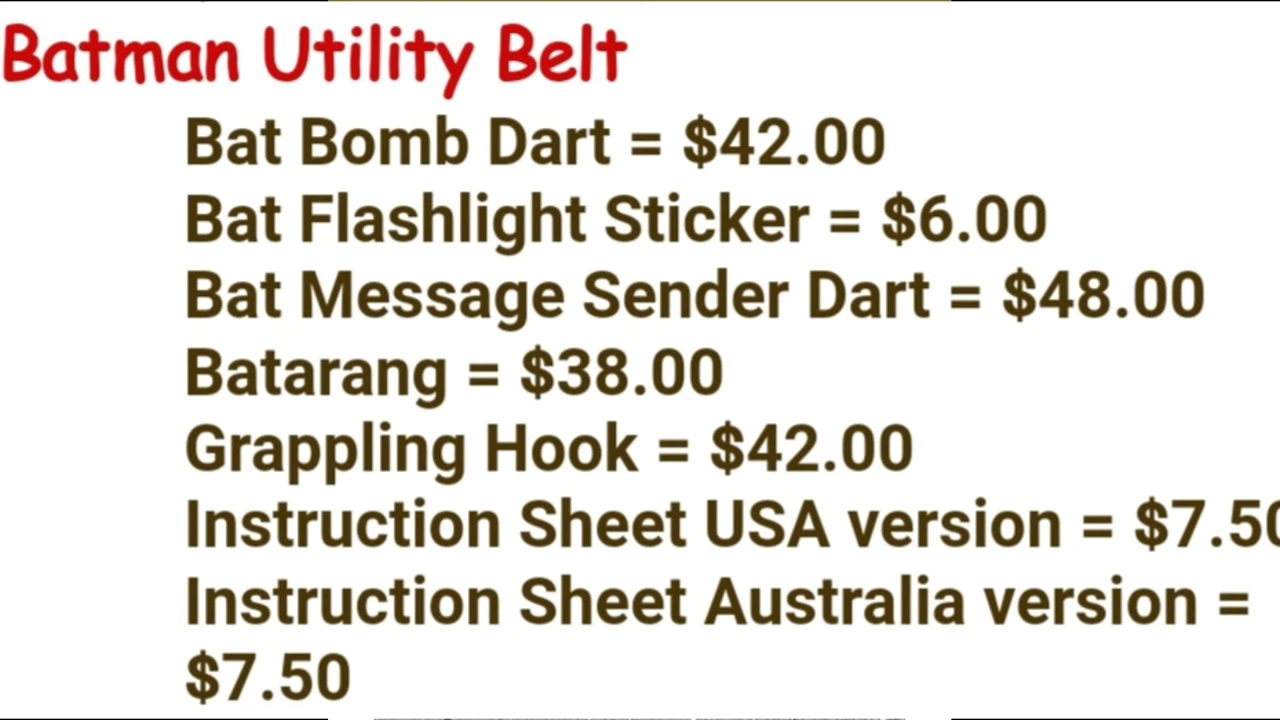 Batman Utility Belt
Bat Bomb Dart = $42.00
Bat Flashlight Sticker = $6.00
Bat Message Sender Dart = $48.00
Batarang = $38.00
Grappling Hook = $42.00
Instruction Sheet USA version = $7.50
Instruction Sheet Australia version =
$7.50